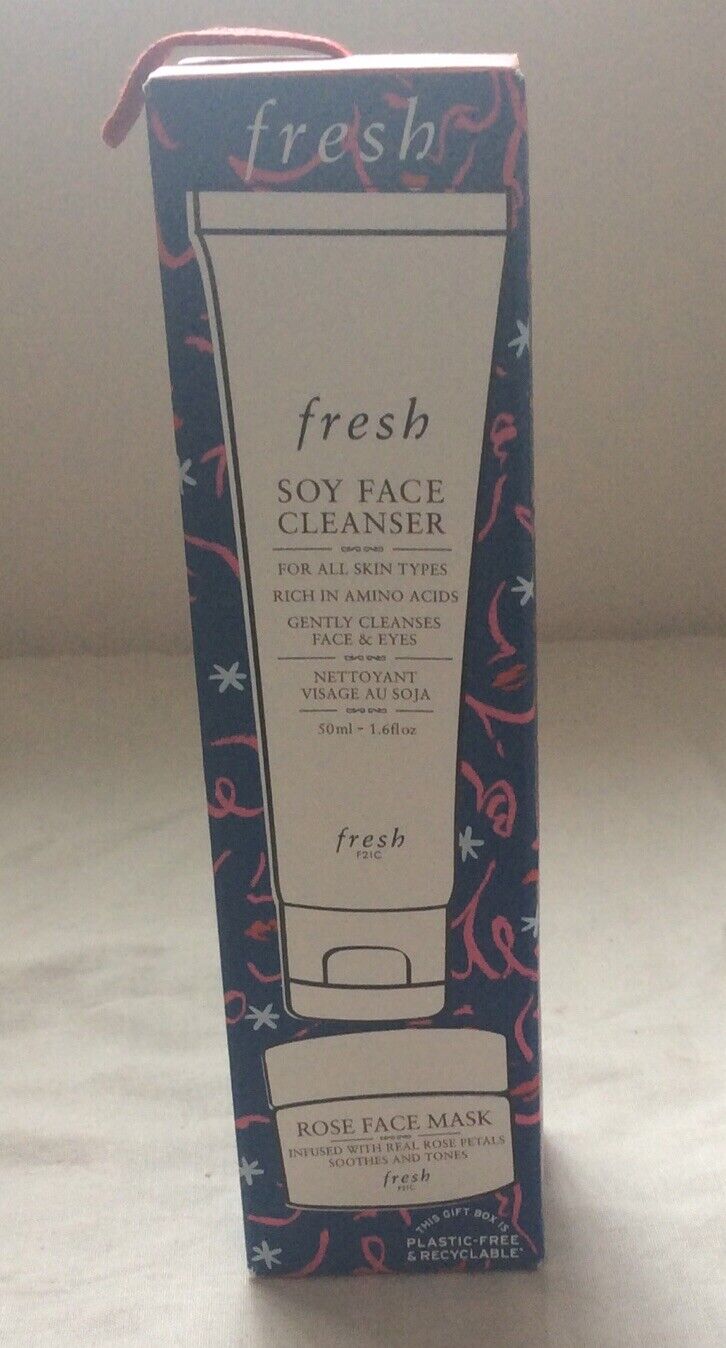 fresh
fresh
SOY FACE
CLEANSER
FOR ALL SKIN TYPES
RICH IN AMINO ACIDS
GENTLY CLEANSES
FACE & EYES
NETTOYANT
VISAGE AU SOJA
50ml - 1.6floz
fresh
F21C
ROSE FACE MASK
INFUSED WITH REAL ROSE PETALS
SOOTHES AND TONES
fresh
F21C
THIS GIFT BOX IS
PLASTIC-FREE
& RECYCLABLE*